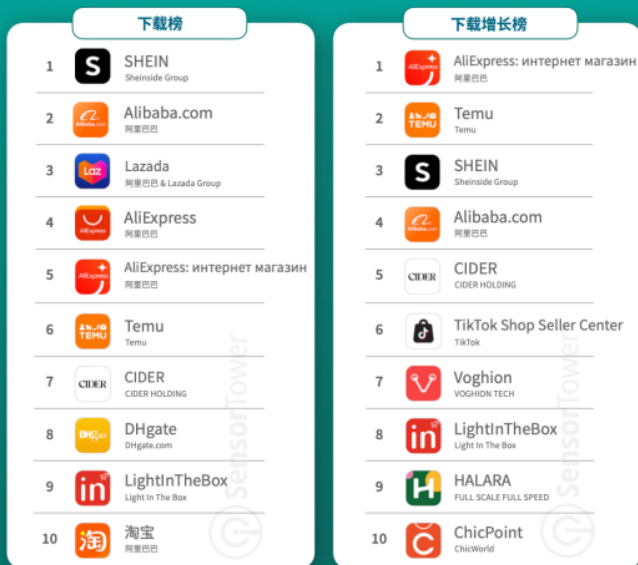 下载榜
1
SHEIN
Sheinside Group
2
Alibaba.com
阿里巴巴
3
Lazada
阿里巴巴 & Lazada Group
4
AliExpress
阿里巴巴
5
AliExpress: интернет магазин
阿里巴巴
6
Temu
Temu
7
CIDER
CIDER HOLDING
8
DHgate
DHgate.com
9
LightInTheBox
Light In The Box
10
淘宝
阿里巴巴
下载增长榜
1
AliExpress: интернет магазин
阿里巴巴
2
Temu
Temu
3
SHEIN
Sheinside Group
4
Alibaba.com
阿里巴巴
5
CIDER
CIDER HOLDING
6
TikTok Shop Seller Center
TikTok
7
Voghion
VOGHION TECH
8
LightInTheBox
Light In The Box
9
HALARA
FULL SCALE FULL SPEED
10
ChicPoint
ChicWorld
SensorTower
SensorTower